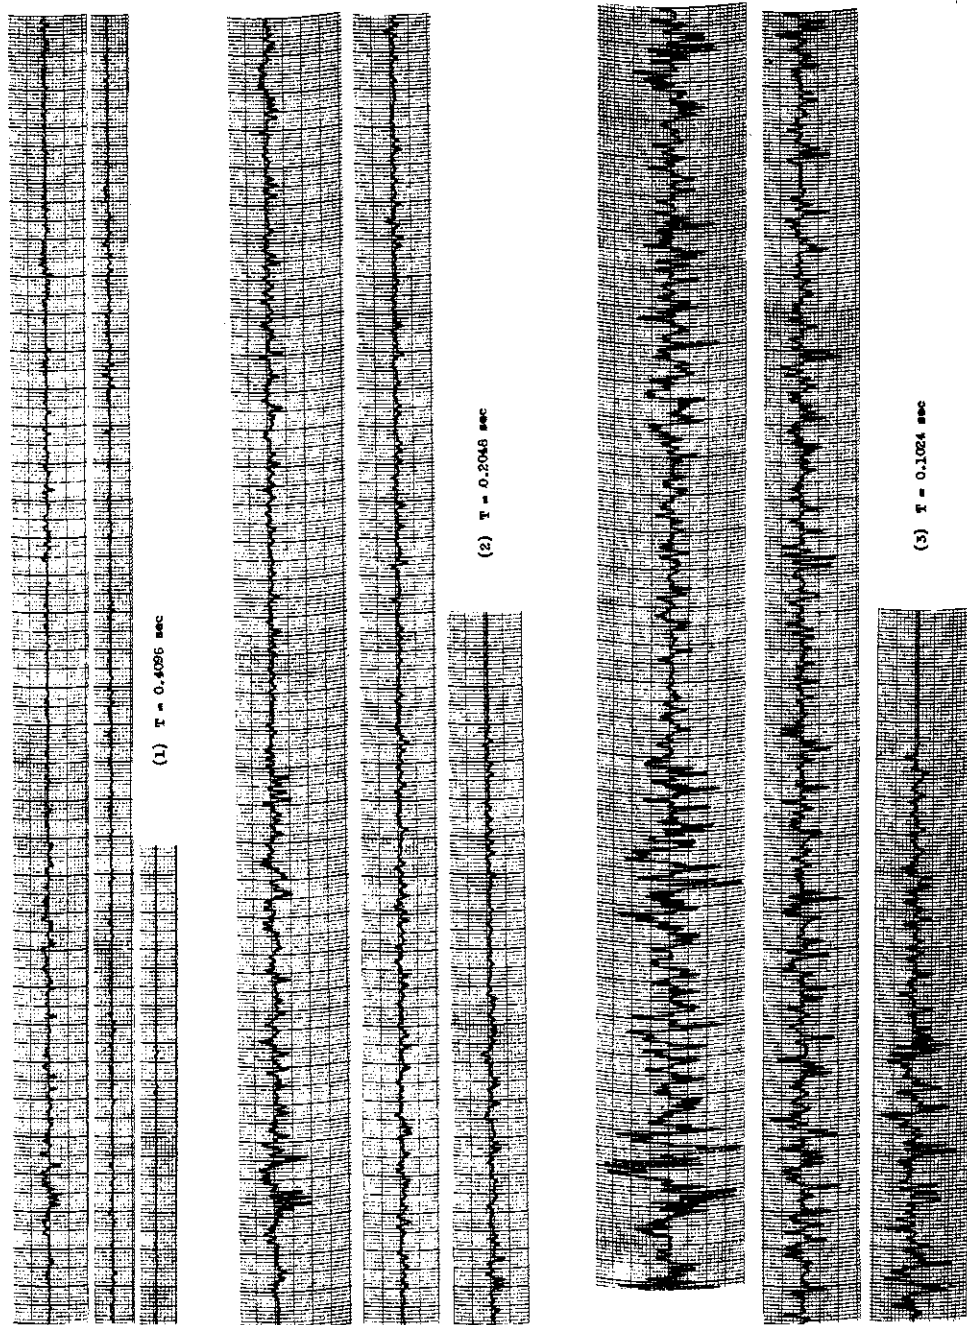 (1) T = 0.4096 sec
(2) T = 0.2048 sec
(3) T = 0.1024 sec